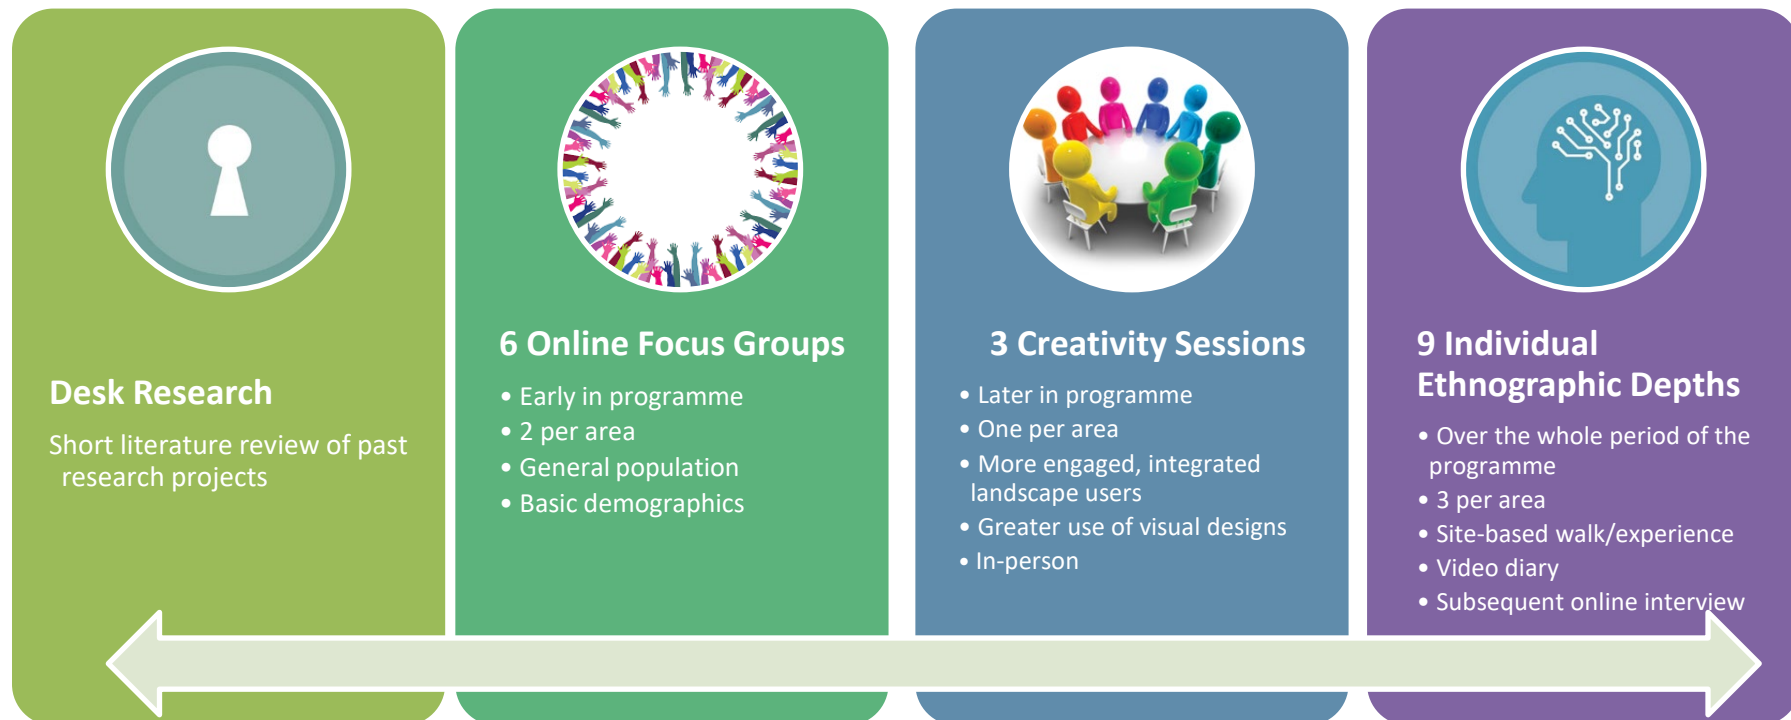 Desk Research
Short literature review of past
research projects
6 Online Focus Groups
• Early in programme
• 2 per area
• General population
• Basic demographics
3 Creativity Sessions
• Later in programme
• One per area
• More engaged, integrated
landscape users
• Greater use of visual designs
• In-person
9 Individual
Ethnographic Depths
• Over the whole period of the
programme
• 3 per area
• Site-based walk/experience
• Video diary
• Subsequent online interview